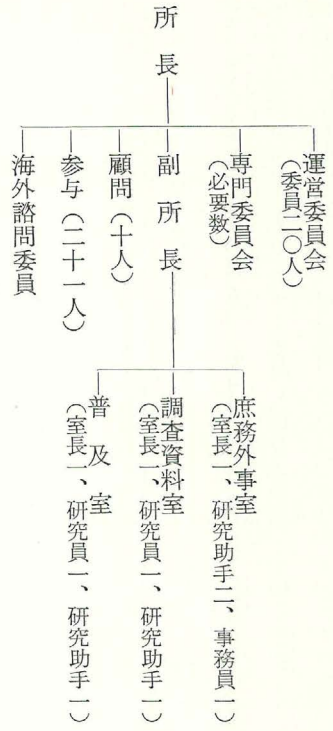 所長
運営委員会
(委員二〇人)
専門委員会
(必要数)
副所長
顧問(十人)
参与(二十一人)
海外諮問委員
庶務外事室
(室長一、研究助手二、事務員一)
調査資料室
(室長一、研究員一、研究助手一)
普及室
(室長一、研究員一、研究助手一)